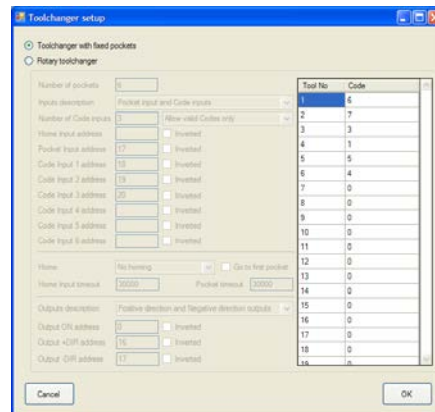 Toolchanger setup
Toolchanger with fixed pockets
Rotary toolchanger
Number of pockets 6
Inputs description Pocket input and Code inputs
Number of Code inputs 3 Allow valid Codes only
Home Input address Inverted
Pocket Input address 17 Inverted
Code Input 1 address 18 Inverted
Code Input 2 address 19 Inverted
Code Input 3 address 20 Inverted
Code Input 4 address Inverted
Code Input 5 address Inverted
Code Input 6 address Inverted
Home No homing Go to first pocket
Home input timeout 30000 Pocket timeout 30000
Outputs description Positive direction and Negative direction outputs
Output ON address 0 Inverted
Output +DIR address 16 Inverted
Output -DIR address 17 Inverted
Tool No Code
1 6
2 7
3 3
4 1
5 5
6 4
7 0
8 0
9 0
10 0
11 0
12 0
13 0
14 0
15 0
16 0
17 0
18 0
19 0
Cancel OK